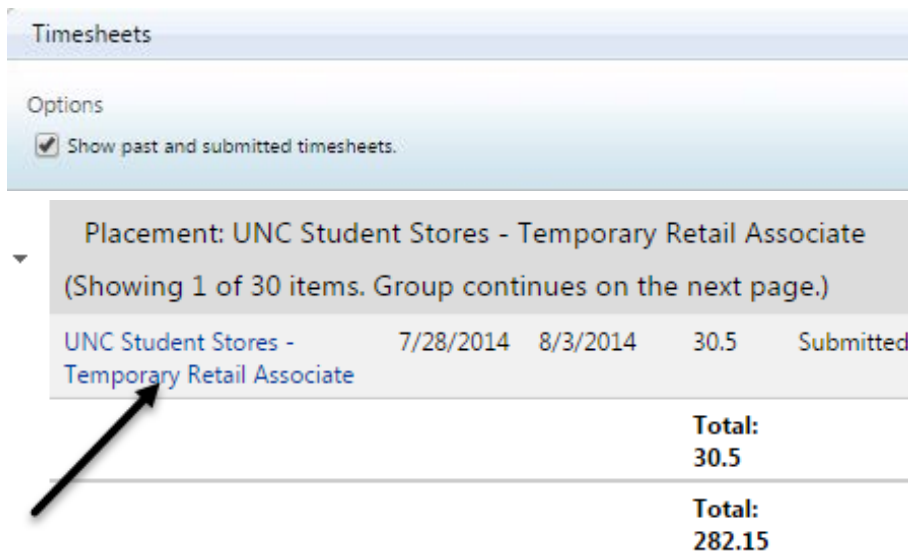 Timesheets
Options
Show past and submitted timesheets.
Placement: UNC Student Stores - Temporary Retail Associate
(Showing 1 of 30 items. Group continues on the next page.)
UNC Student Stores - 7/28/2014 8/3/2014 30.5 Submitted
Temporary Retail Associate
Total:
30.5
Total:
282.15